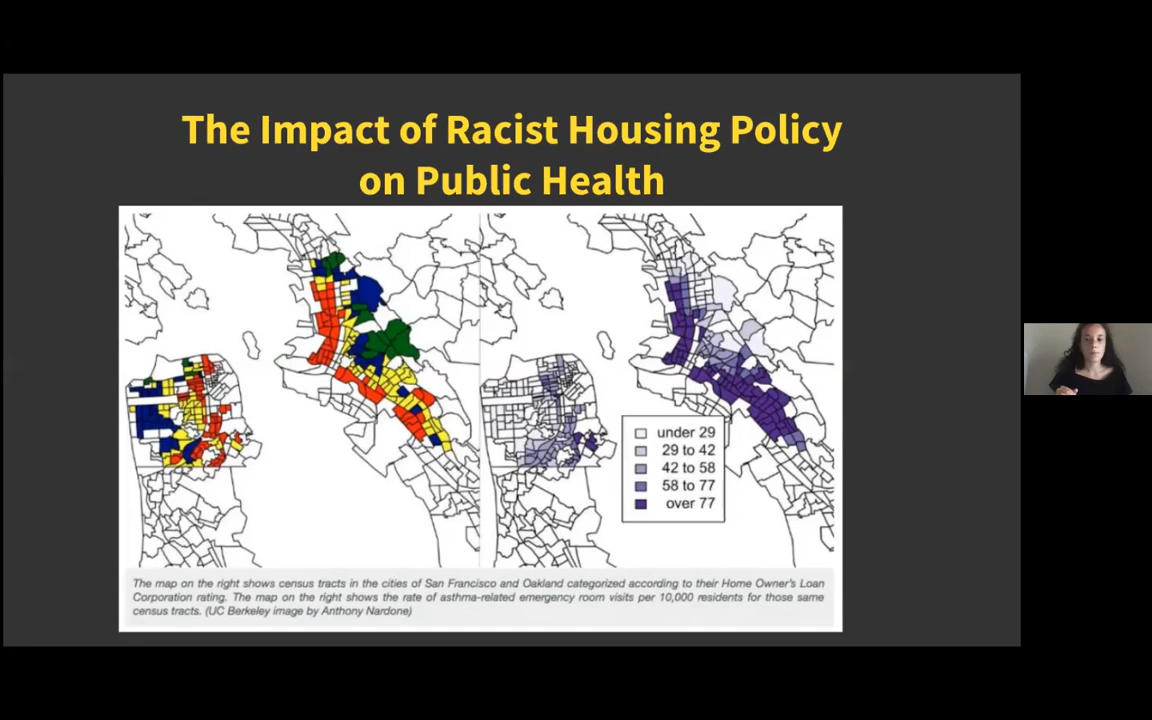 The Impact of Racist Housing Policy
on Public Health
under 29
29 to 42
42 to 58
58 to 77
over 77
The map on the right shows census tracts in the cities of San Francisco and Oakland categorized according to their Home Owner's Loan
Corporation rating. The map on the right shows the rate of asthma-related emergency room visits per 10,000 residents for those same
census tracts. (UC Berkeley image by Anthony Nardone)